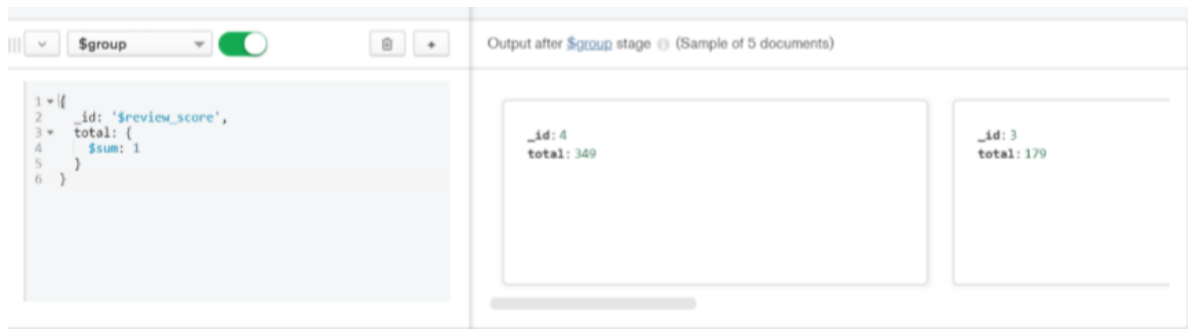 $group
+
Output after $group stage (Sample of 5 documents)
1 {
2 _id: '$review_score',
3 total: {
4 $sum: 1
5 }
6 }
_id: 4
total: 349
_id: 3
total: 179